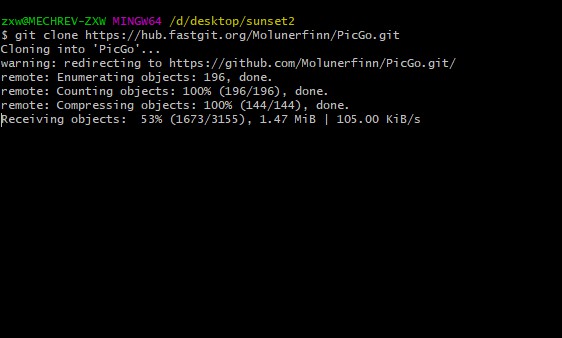 zxw@MECHREV-ZXW MINGW64 /d/desktop/sunset2
$ git clone https://hub.fastgit.org/Molunerfinn/PicGo.git
Cloning into 'PicGo'...
warning: redirecting to https://github.com/Molunerfinn/PicGo.git/
remote: Enumerating objects: 196, done.
remote: Counting objects: 100% (196/196), done.
remote: Compressing objects: 100% (144/144), done.
Receiving objects:  53% (1673/3155), 1.47 MiB | 105.00 KiB/s